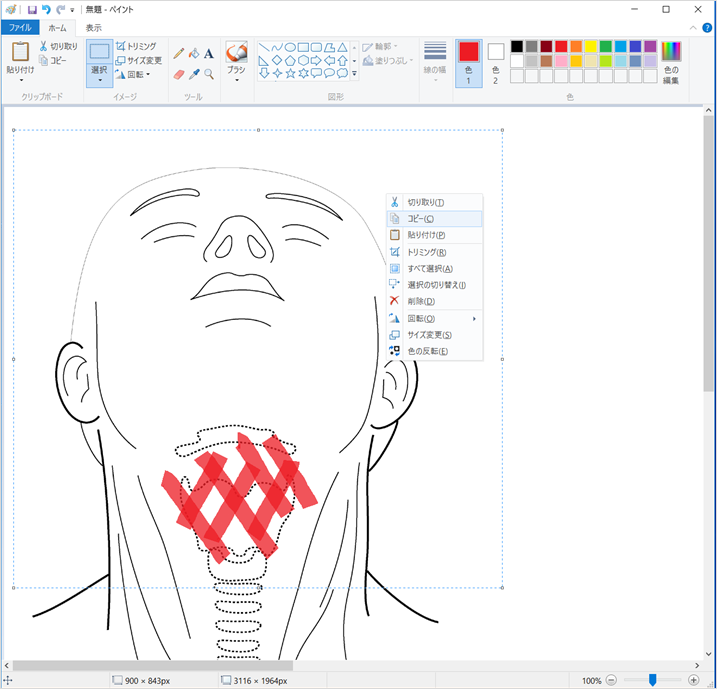 無題 - ペイント
ファイル ホーム 表示
貼り付け
切り取り
コピー
クリップボード
選択
トリミング
サイズ変更
回転
イメージ
A
ツール
ブラシ
輪郭
塗りつぶし
図形
線の幅
色
1
色
2
色の
編集
色
切り取り(T)
コピー(C)
貼り付け(P)
トリミング(R)
すべて選択(A)
選択の切り替え(I)
削除(D)
回転(O)
サイズ変更(S)
色の反転(E)
900 × 843px
3116 × 1964px
100%